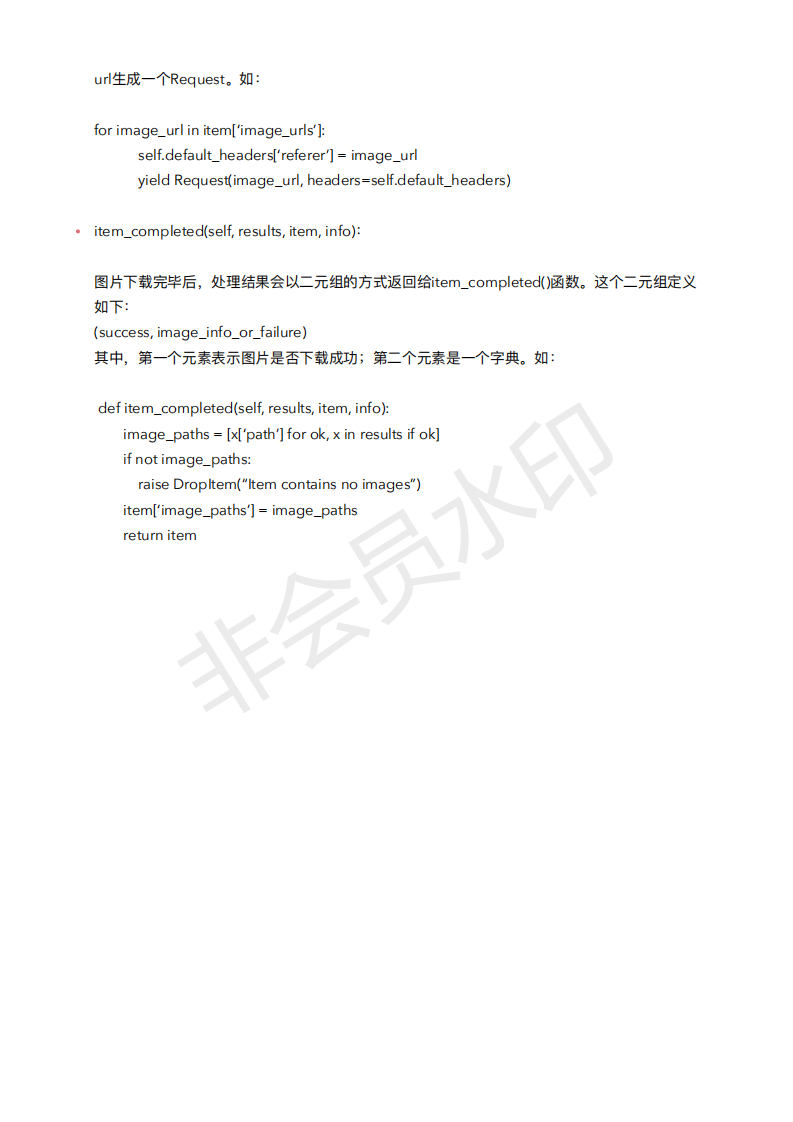 url生成一个Request。如：
for image_url in item[‘image_urls’]:
self.default_headers[‘referer’] = image_url
yield Request(image_url, headers=self.default_headers)
• item_completed(self, results, item, info)：
图片下载完毕后，处理结果会以二元组的方式返回给item_completed()函数。这个二元组定义
如下：
(success, image_info_or_failure)
其中，第一个元素表示图片是否下载成功；第二个元素是一个字典。如：
def item_completed(self, results, item, info):
image_paths = [x[‘path’] for ok, x in results if ok]
if not image_paths:
raise DropItem(“Item contains no images”)
item[‘image_paths’] = image_paths
return item
非会员水印